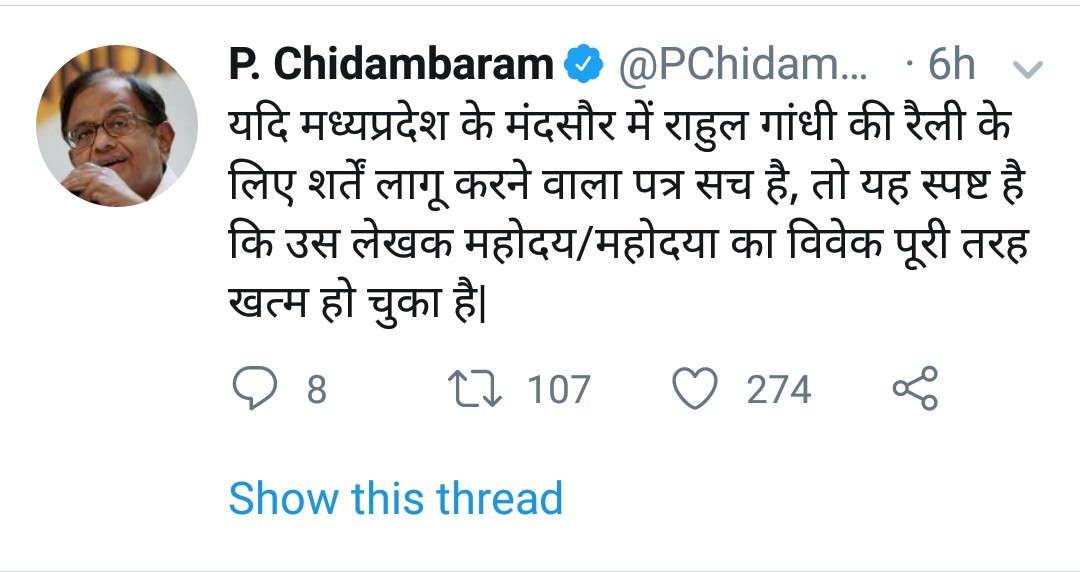 P. Chidambaram @PChidam... · 6h
यदि मध्यप्रदेश के मंदसौर में राहुल गांधी की रैली के
लिए शर्तें लागू करने वाला पत्र सच है, तो यह स्पष्ट है
कि उस लेखक महोदय/महोदया का विवेक पूरी तरह
खत्म हो चुका है|
8 107 274
Show this thread